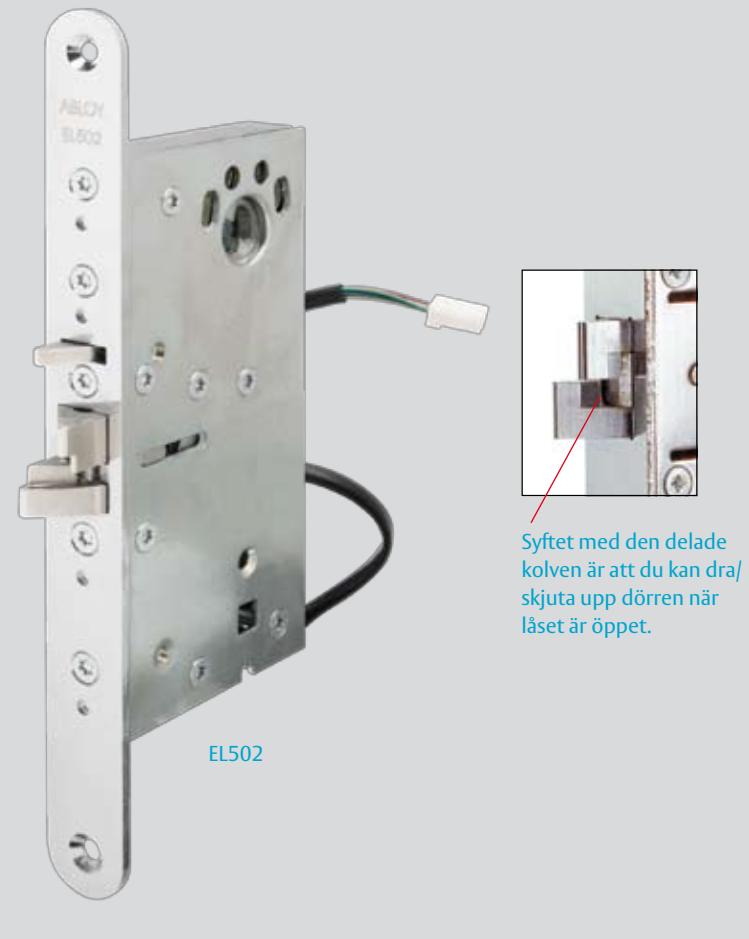 ABLOY
EL502
Syftet med den delade
kolven är att du kan dra/
skjuta upp dörren när
låset är öppet.
EL502